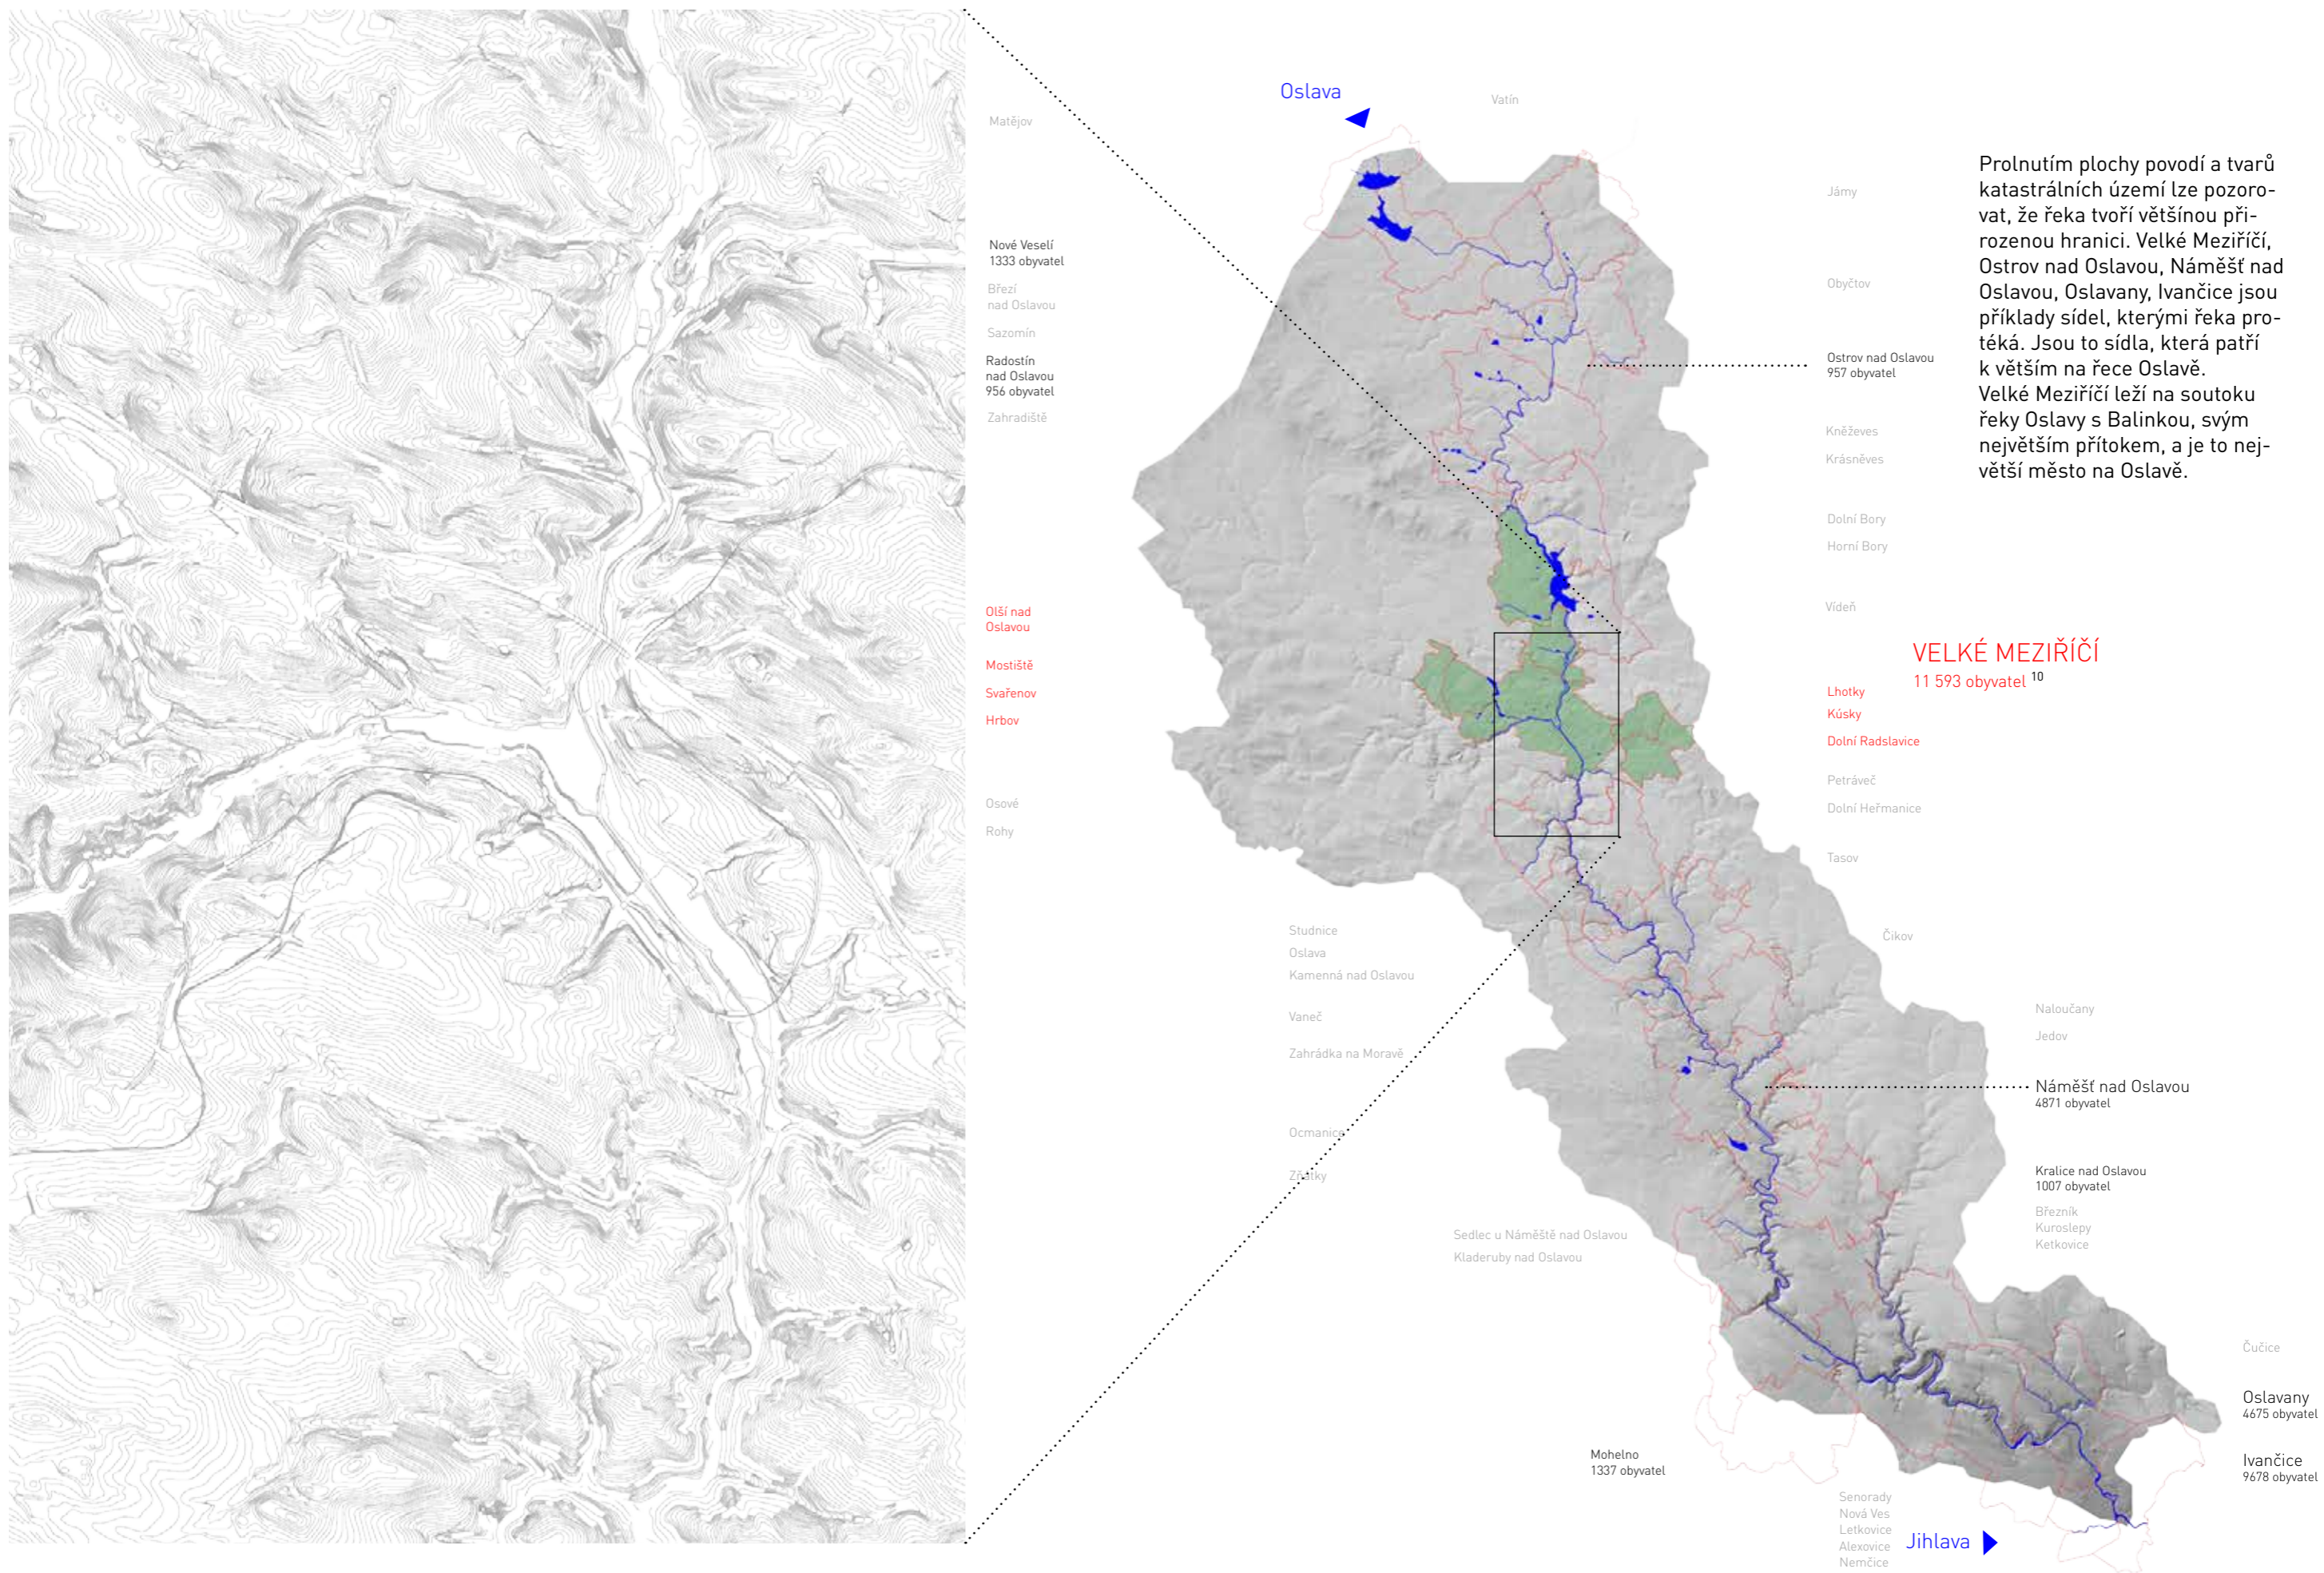 Oslava
Vatín
Matějov
Nové Veselí
1333 obyvatel
Březí
nad Oslavou
Sazomín
Radostín
nad Oslavou
956 obyvatel
Zahradiště
Olší nad
Oslavou
Mostiště
Svařenov
Hrbov
Osové
Rohy
Studnice
Oslava
Kamenná nad Oslavou
Vaneč
Zahrádka na Moravě
Ocmanice
Zňátky
Sedlec u Náměště nad Oslavou
Kladeruby nad Oslavou
Mohelno
1337 obyvatel
Senorady
Nová Ves
Letkovice
Alexovice
Nemčice
Jihlava
Jámy
Obyčtov
Ostrov nad Oslavou
957 obyvatel
Kněževes
Krásněves
Dolní Bory
Horní Bory
Vídeň
VELKÉ MEZIŘÍČÍ
11 593 obyvatel 10
Lhotky
Kúsky
Dolní Radslavice
Petráveč
Dolní Heřmanice
Tasov
Čikov
Naloučany
Jedov
Náměšť nad Oslavou
4871 obyvatel
Kralice nad Oslavou
1007 obyvatel
Březník
Kuroslepy
Ketkovice
Čučice
Oslavany
4675 obyvatel
Ivančice
9678 obyvatel
Prolnutím plochy povodí a tvarů
katastrálních území lze pozoro-
vat, že řeka tvoří většínou při-
rozenou hranici. Velké Meziříčí,
Ostrov nad Oslavou, Náměšť nad
Oslavou, Oslavany, Ivančice jsou
příklady sídel, kterými řeka pro-
téká. Jsou to sídla, která patří
k větším na řece Oslavě.
Velké Meziříčí leží na soutoku
řeky Oslavy s Balinkou, svým
největším přítokem, a je to nej-
větší město na Oslavě.